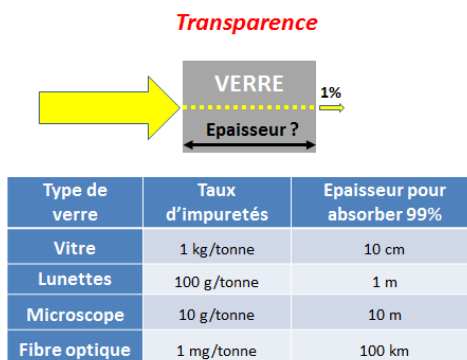 Transparence
VERRE
1%
Epaisseur ?
Type de verre Taux d'impuretés Epaisseur pour absorber 99%
Vitre 1 kg/tonne 10 cm
Lunettes 100 g/tonne 1 m
Microscope 10 g/tonne 10 m
Fibre optique 1 mg/tonne 100 km